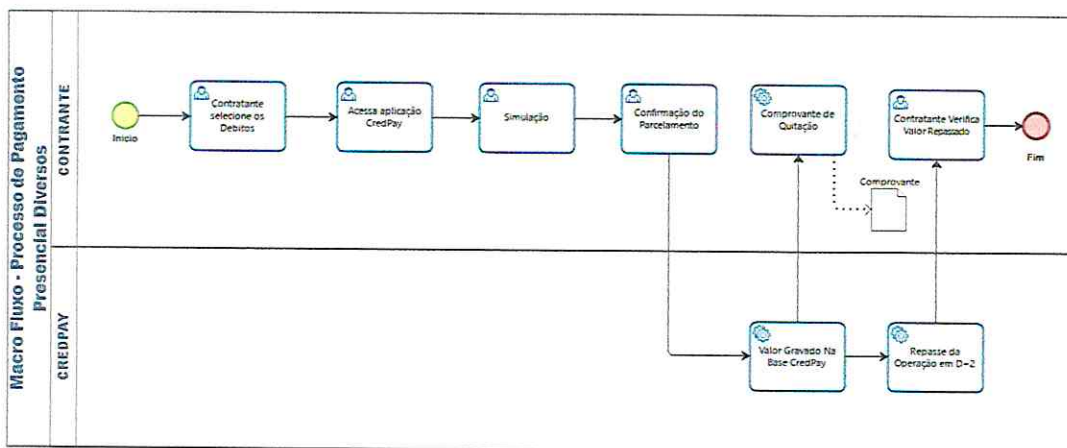 Macro Fluxo - Processo de Pagamento
Presencial Diversos
CONTRANTE
Inicio
Contratante
selecione os
Debitos
Acessa aplicação
CredPay
Simulação
Confirmação do
Parcelamento
Comprovante de
Quitação
Comprovante
Contratante Verifica
Valor Repassado
Fim
CREDPAY
Valor Gravado Na
Base CredPay
Repasse da
Operação em D+2